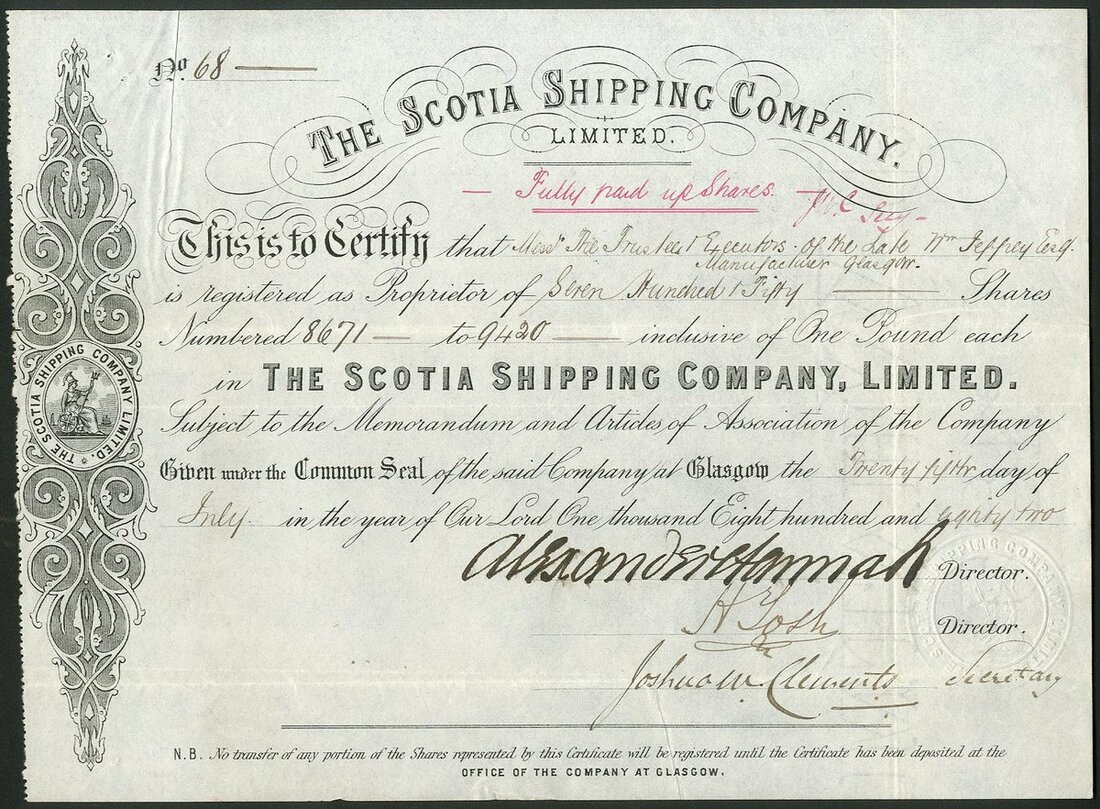 No. 68
THE SCOTIA SHIPPING COMPANY.
LIMITED.
Fully paid up Shares. J.W.C Secy
This is to Certify that Messrs The Trustees & Executors of the Late Wm Jeffrey Esq.
Manufacturer Glasgow.
is registered as Proprietor of Seven Hundred & Fifty Shares
Numbered 8671 to 9420 inclusive of One Pound each
in THE SCOTIA SHIPPING COMPANY, LIMITED.
Subject to the Memorandum and Articles of Association of the Company
Given under the Common Seal of the said Company at Glasgow the Twenty fifth day of
July in the year of Our Lord One thousand Eight hundred and eighty two
Alexander Hannah Director.
Director.
Joshua W. Clements Secretary
N.B. No transfer of any portion of the Shares represented by this Certificate will be registered until the Certificate has been deposited at the
OFFICE OF THE COMPANY AT GLASGOW.
THE SCOTIA SHIPPING COMPANY LIMITED.